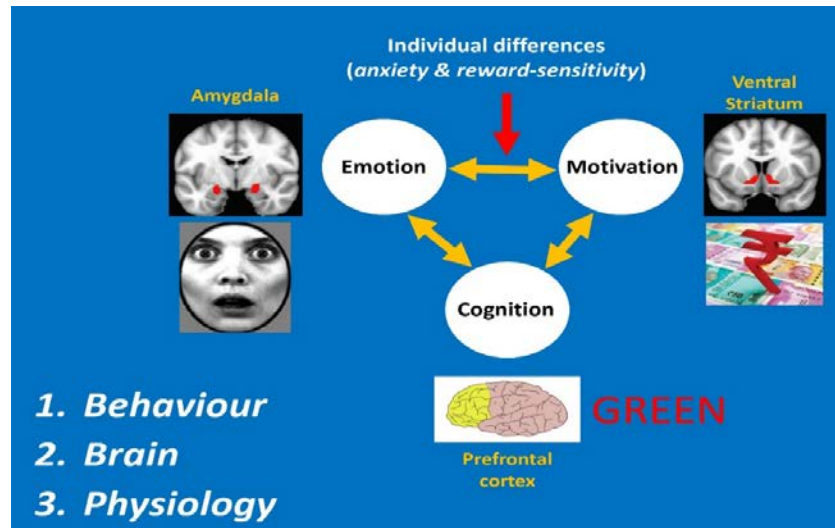 Individual differences
(anxiety & reward-sensitivity)
Amygdala
Ventral
Striatum
Emotion
Motivation
Cognition
GREEN
Prefrontal
cortex
1. Behaviour
2. Brain
3. Physiology